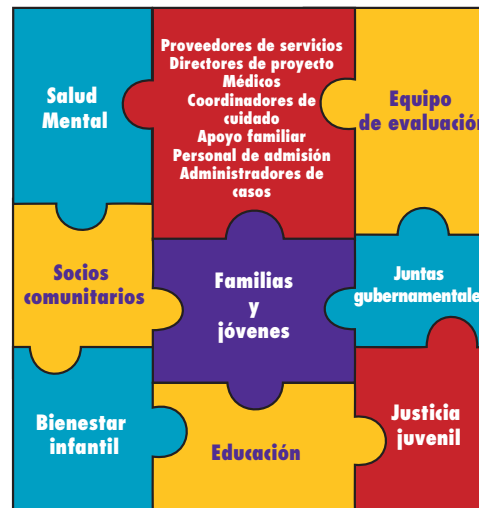 Salud
Mental
Proveedores de servicios
Directores de proyecto
Médicos
Coordinadores de
cuidado
Apoyo familiar
Personal de admisión
Administradores de
casos
Equipo
de evaluación
Socios
comunitarios
Familias
y
jóvenes
Juntas
gubernamentale
Bienestar
infantil
Educación
Justicia
juvenil